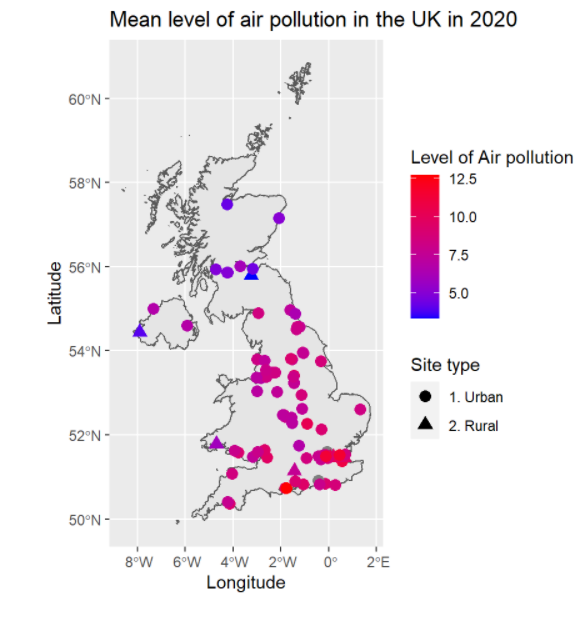 Mean level of air pollution in the UK in 2020
60°N
58°N
56°N
54°N
52°N
50°N
Latitude
8°W 6°W 4°W 2°W 0° 2°E
Longitude
Level of Air pollution
12.5
10.0
7.5
5.0
Site type
1. Urban
2. Rural